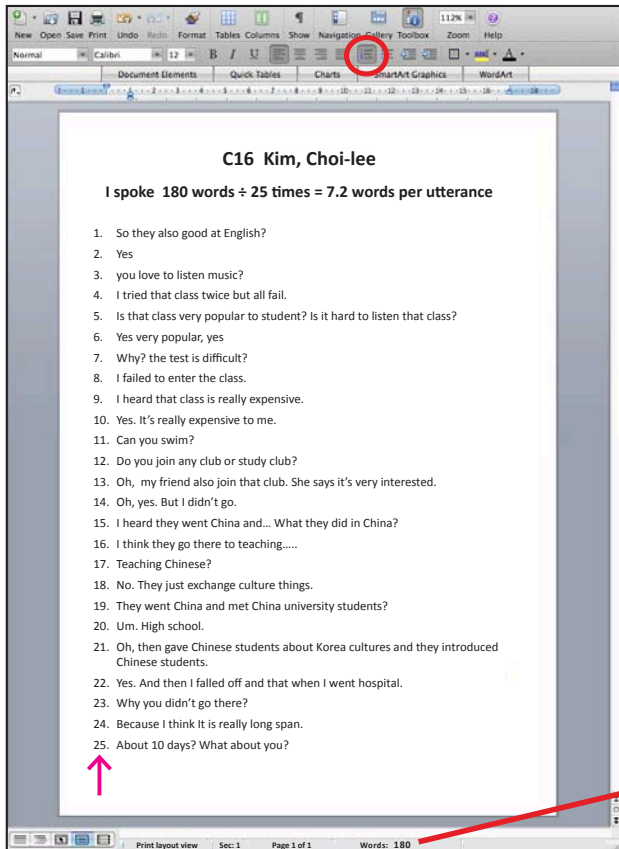 New Open Save Print Undo Redo Format Tables Columns Show Navigation Gallery Toolbox Zoom Help
112%
Normal Calibri 12 B I U A
Document Elements Quick Tables Charts SmartArt Graphics WordArt
C16 Kim, Choi-lee
I spoke 180 words ÷ 25 times = 7.2 words per utterance
1. So they also good at English?
2. Yes
3. you love to listen music?
4. I tried that class twice but all fail.
5. Is that class very popular to student? Is it hard to listen that class?
6. Yes very popular, yes
7. Why? the test is difficult?
8. I failed to enter the class.
9. I heard that class is really expensive.
10. Yes. It's really expensive to me.
11. Can you swim?
12. Do you join any club or study club?
13. Oh, my friend also join that club. She says it's very interested.
14. Oh, yes. But I didn't go.
15. I heard they went China and... What they did in China?
16. I think they go there to teaching.....
17. Teaching Chinese?
18. No. They just exchange culture things.
19. They went China and met China university students?
20. Um. High school.
21. Oh, then gave Chinese students about Korea cultures and they introduced
Chinese students.
22. Yes. And then I falled off and that when I went hospital.
23. Why you didn't go there?
24. Because I think It is really long span.
25. About 10 days? What about you?
Print layout view Sec: 1 Page 1 of 1 Words: 180